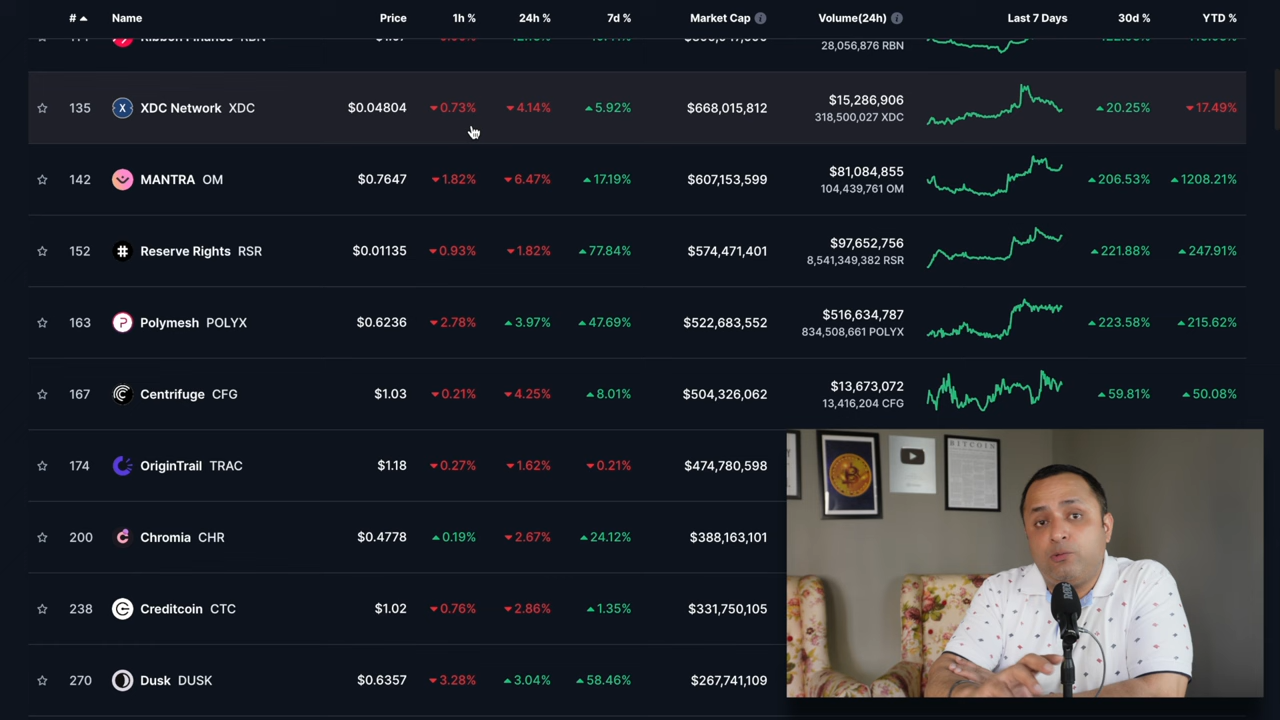 # Name Price 1h % 24h % 7d % Market Cap Volume(24h) Last 7 Days 30d % YTD %
28,056,876 RBN
135 XDC Network XDC $0.04804 0.73% 4.14% 5.92% $668,015,812 $15,286,906 20.25% 17.49%
318,500,027 XDC
142 MANTRA OM $0.7647 1.82% 6.47% 17.19% $607,153,599 $81,084,855 206.53% 1208.21%
104,439,761 OM
152 Reserve Rights RSR $0.01135 0.93% 1.82% 77.84% $574,471,401 $97,652,756 221.88% 247.91%
8,541,349,382 RSR
163 Polymesh POLYX $0.6236 2.78% 3.97% 47.69% $522,683,552 $516,634,787 223.58% 215.62%
834,508,661 POLYX
167 Centrifuge CFG $1.03 0.21% 4.25% 8.01% $504,326,062 $13,673,072 59.81% 50.08%
13,416,204 CFG
174 OriginTrail TRAC $1.18 0.27% 1.62% 0.21% $474,780,598
200 Chromia CHR $0.4778 0.19% 2.67% 24.12% $388,163,101
238 Creditcoin CTC $1.02 0.76% 2.86% 1.35% $331,750,105
270 Dusk DUSK $0.6357 3.28% 3.04% 58.46% $267,741,109
BITCOIN